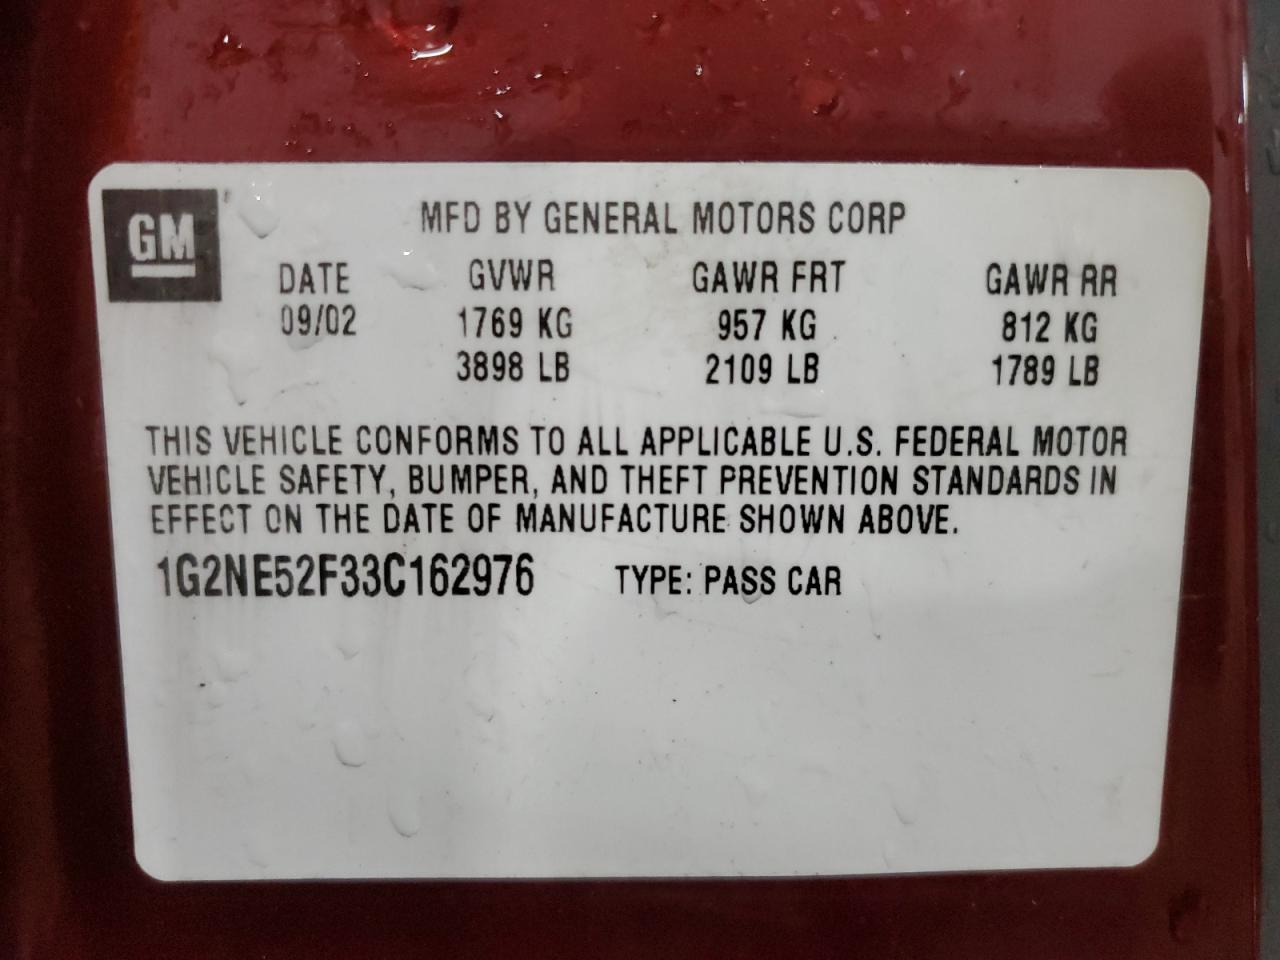 GM
MFD BY GENERAL MOTORS CORP
DATE GVWR GAWR FRT GAWR RR
09/02 1769 KG 957 KG 812 KG
3898 LB 2109 LB 1789 LB
THIS VEHICLE CONFORMS TO ALL APPLICABLE U.S. FEDERAL MOTOR
VEHICLE SAFETY, BUMPER, AND THEFT PREVENTION STANDARDS IN
EFFECT ON THE DATE OF MANUFACTURE SHOWN ABOVE.
1G2NE52F33C162976 TYPE: PASS CAR